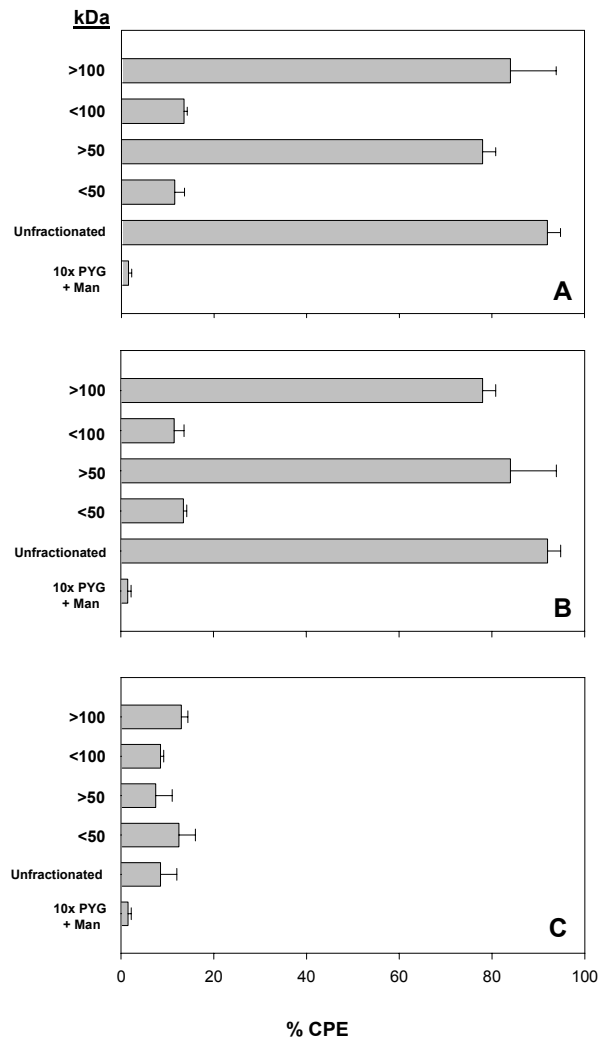 kDa
>100
<100
>50
<50
Unfractionated
10x PYG
+ Man
A
>100
<100
>50
<50
Unfractionated
10x PYG
+ Man
B
>100
<100
>50
<50
Unfractionated
10x PYG
+ Man
C
0 20 40 60 80 100
% CPE